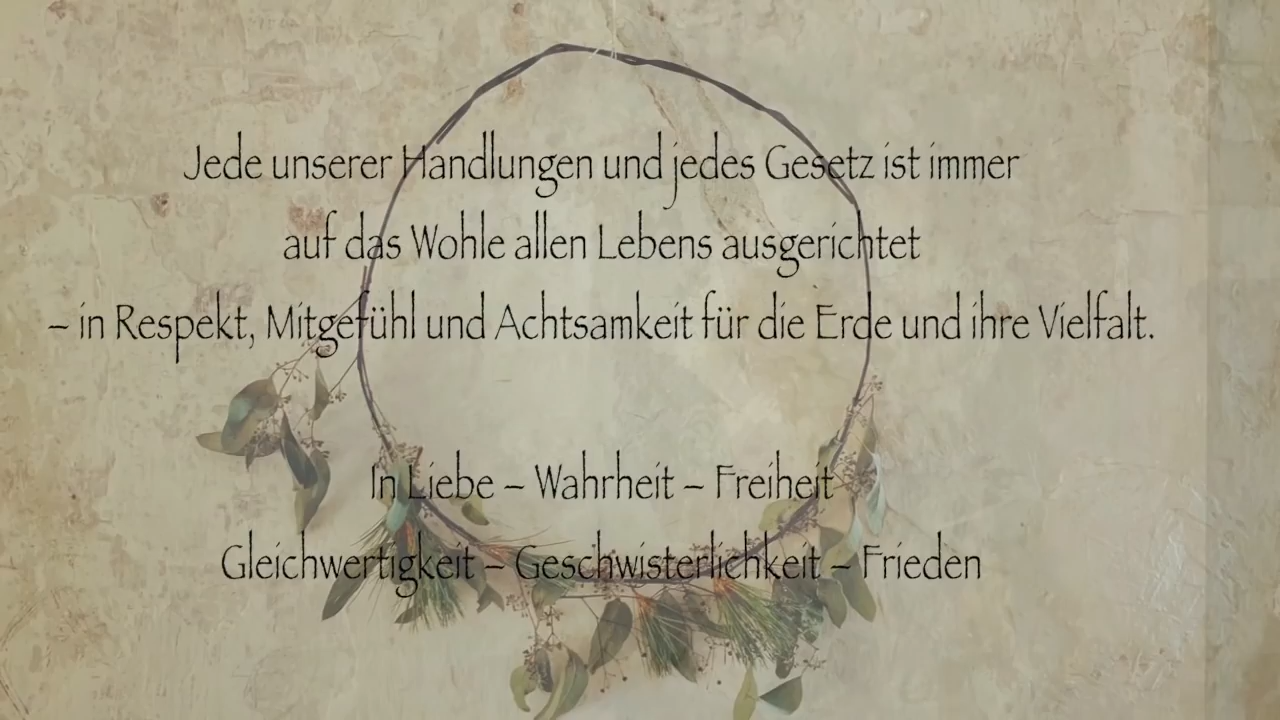 Jede unserer Handlungen und jedes Gesetz ist immer
auf das Wohle allen Lebens ausgerichtet
– in Respekt, Mitgefühl und Achtsamkeit für die Erde und ihre Vielfalt.
In Liebe – Wahrheit – Freiheit
Gleichwertigkeit – Geschwisterlichkeit – Frieden